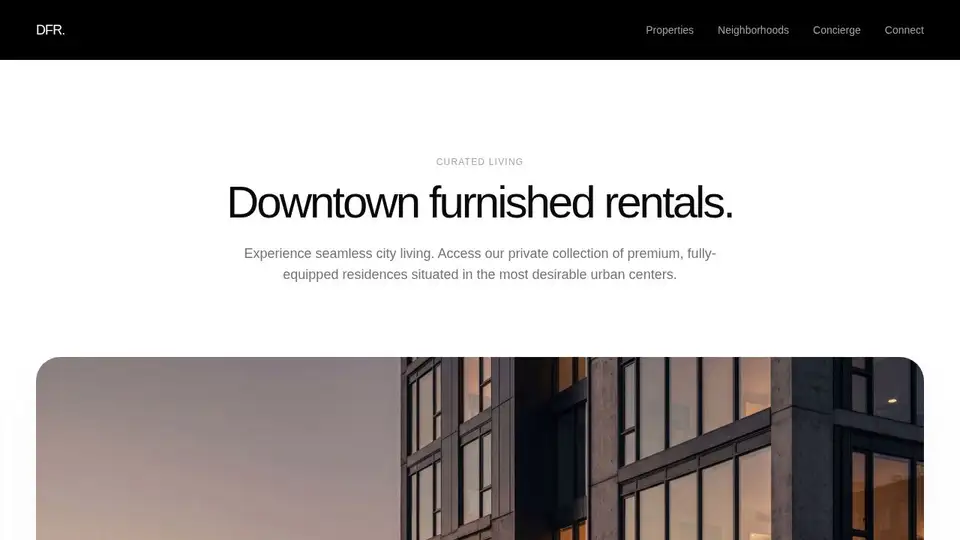 DFR.
Properties
Neighborhoods
Concierge
Connect
CURATED LIVING
Downtown furnished rentals.
Experience seamless city living. Access our private collection of premium, fully-
equipped residences situated in the most desirable urban centers.